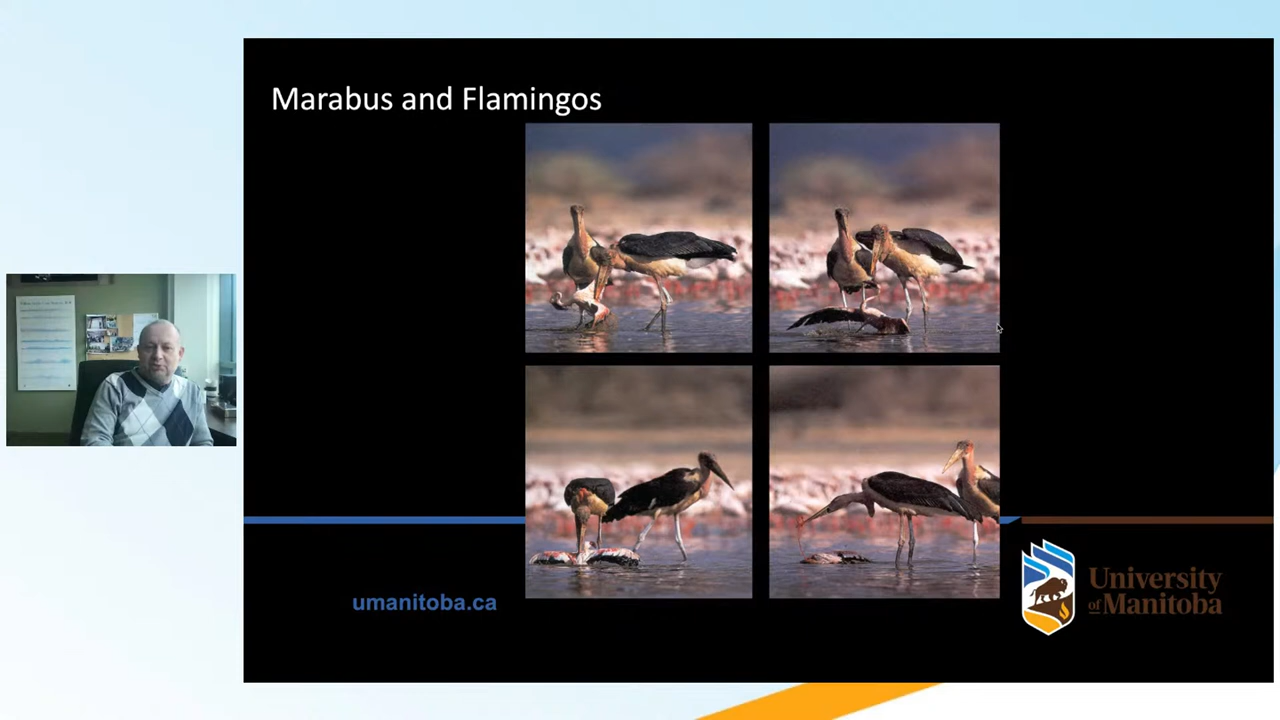 Marabus and Flamingos
umanitoba.ca
University
of Manitoba